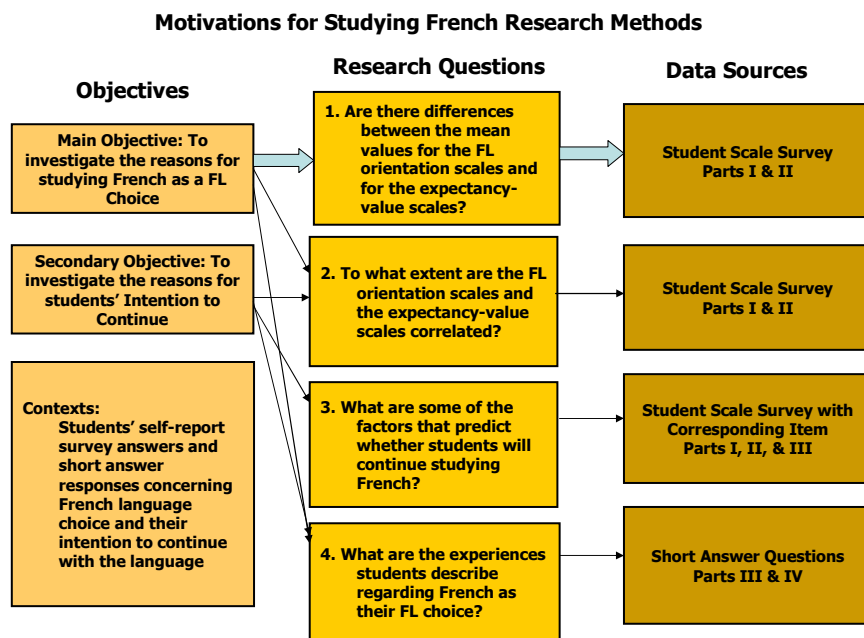 Motivations for Studying French Research Methods
Objectives
Main Objective: To
investigate the reasons for
studying French as a FL
Choice
Secondary Objective: To
investigate the reasons for
students' Intention to
Continue
Contexts:
Students' self-report
survey answers and
short answer
responses concerning
French language
choice and their
intention to continue
with the language
Research Questions
1. Are there differences
between the mean
values for the FL
orientation scales and
for the expectancy-
value scales?
2. To what extent are the FL
orientation scales and
the expectancy-value
scales correlated?
3. What are some of the
factors that predict
whether students will
continue studying
French?
4. What are the experiences
students describe
regarding French as
their FL choice?
Data Sources
Student Scale Survey
Parts I & II
Student Scale Survey
Parts I & II
Student Scale Survey with
Corresponding Item
Parts I, II, & III
Short Answer Questions
Parts III & IV